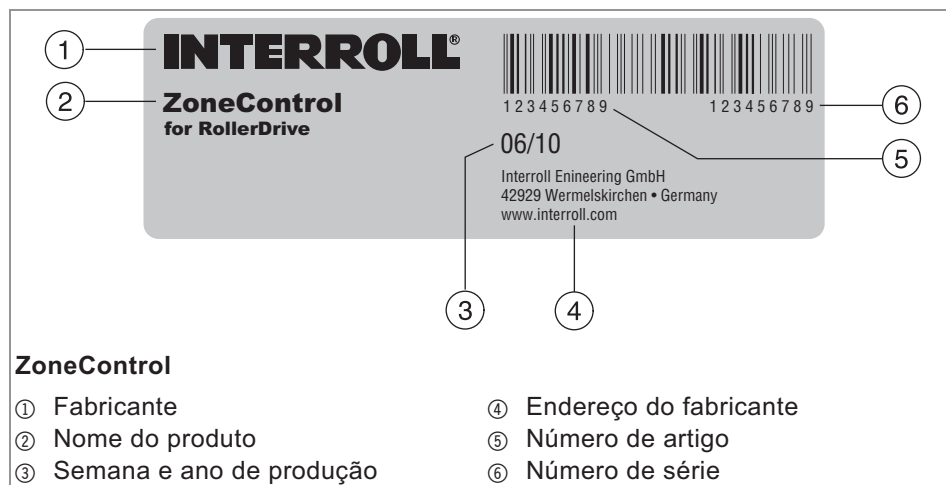 1
INTERROLL®
2
ZoneControl
for RollerDrive
123456789
123456789
6
06/10
5
Interroll Enineering GmbH
42929 Wermelskirchen • Germany
www.interroll.com
3
4
ZoneControl
① Fabricante
② Nome do produto
③ Semana e ano de produção
④ Endereço do fabricante
⑤ Número de artigo
⑥ Número de série